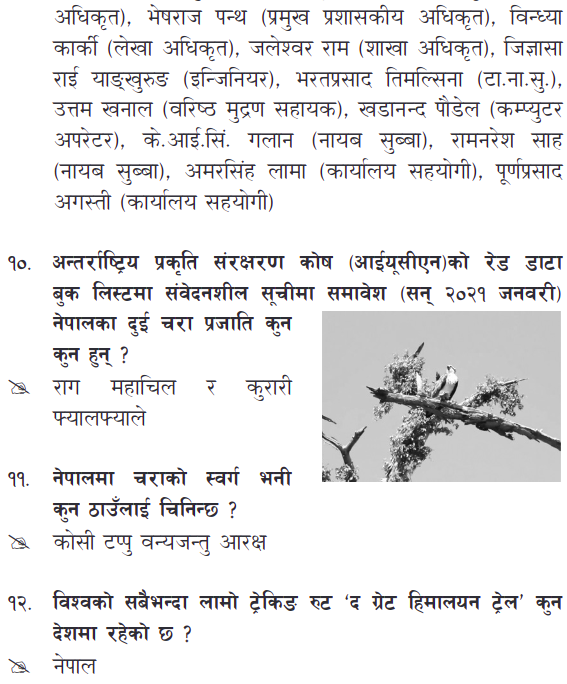 अधिकृत), भेषराज पन्थ (प्रमुख प्रशासकीय अधिकृत), विन्ध्या
कार्की (लेखा अधिकृत), जलेश्वर राम (शाखा अधिकृत), जिज्ञासा
राई याङ्खुरुङ (इन्जिनियर), भरतप्रसाद तिमल्सिना (टा.ना.सु.),
उत्तम खनाल (वरिष्ठ मुद्रण सहायक), खडानन्द पौडेल (कम्प्युटर
अपरेटर), के.आई.सिं. गलान (नायब सुब्बा), रामनरेश साह
(नायब सुब्बा), अमरसिंह लामा (कार्यालय सहयोगी), पूर्णप्रसाद
अगस्ती (कार्यालय सहयोगी)
१०. अन्तर्राष्ट्रिय प्रकृति संरक्षरण कोष (आईयूसीएन)को रेड डाटा
बुक लिस्टमा संवेदनशील सूचीमा समावेश (सन् २०२१ जनवरी)
नेपालका दुई चरा प्रजाति कुन
कुन हुन् ?
राग महाचिल र कुरारी
फ्यालफ्याले
११. नेपालमा चराको स्वर्ग भनी
कुन ठाउँलाई चिनिन्छ ?
कोसी टप्पु वन्यजन्तु आरक्ष
१२. विश्वको सबैभन्दा लामो ट्रेकिङ रुट ‘द ग्रेट हिमालयन ट्रेल’ कुन
देशमा रहेको छ ?
नेपाल